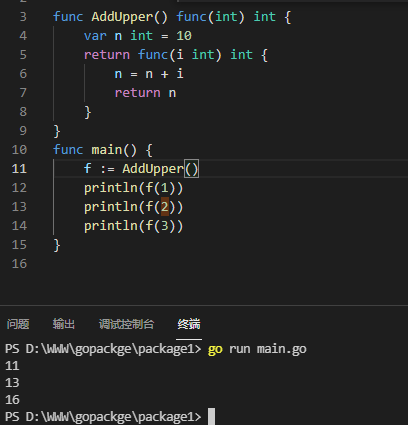 3 func AddUpper() func(int) int {
4     var n int = 10
5     return func(i int) int {
6         n = n + i
7         return n
8     }
9 }
10 func main() {
11     f := AddUpper()
12     println(f(1))
13     println(f(2))
14     println(f(3))
15 }
16
问题 输出 调试控制台 终端
PS D:\WWW\gopackge\package1> go run main.go
11
13
16
PS D:\WWW\gopackge\package1>